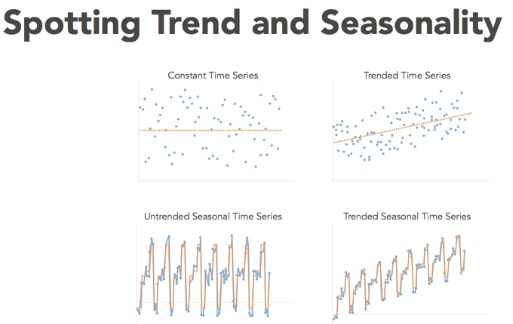 Spotting Trend and Seasonality
Constant Time Series
Trended Time Series
Untrended Seasonal Time Series
Trended Seasonal Time Series